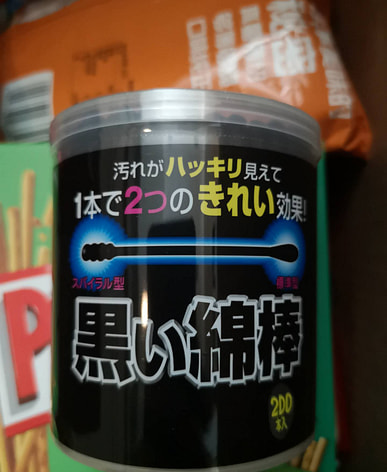 汚れがハッキリ見えて
1本で2つのきれい効果!
スパイラル型
標準型
黒い綿棒
200
本入
P